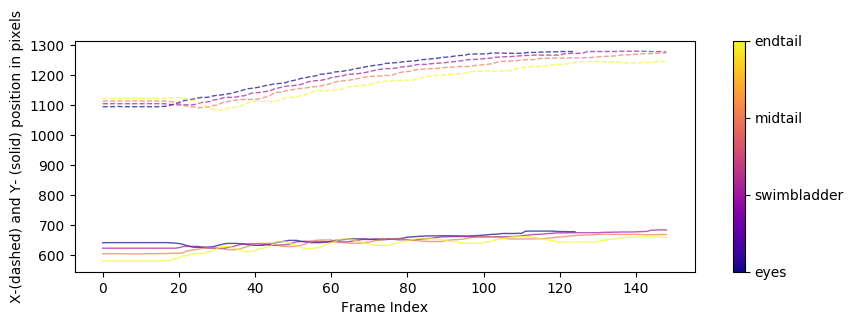 X-(dashed) and Y- (solid) position in pixels
1300
1200
1100
1000
900
800
700
600
0 20 40 60 80 100 120 140
Frame Index
endtail
midtail
swimbladder
eyes